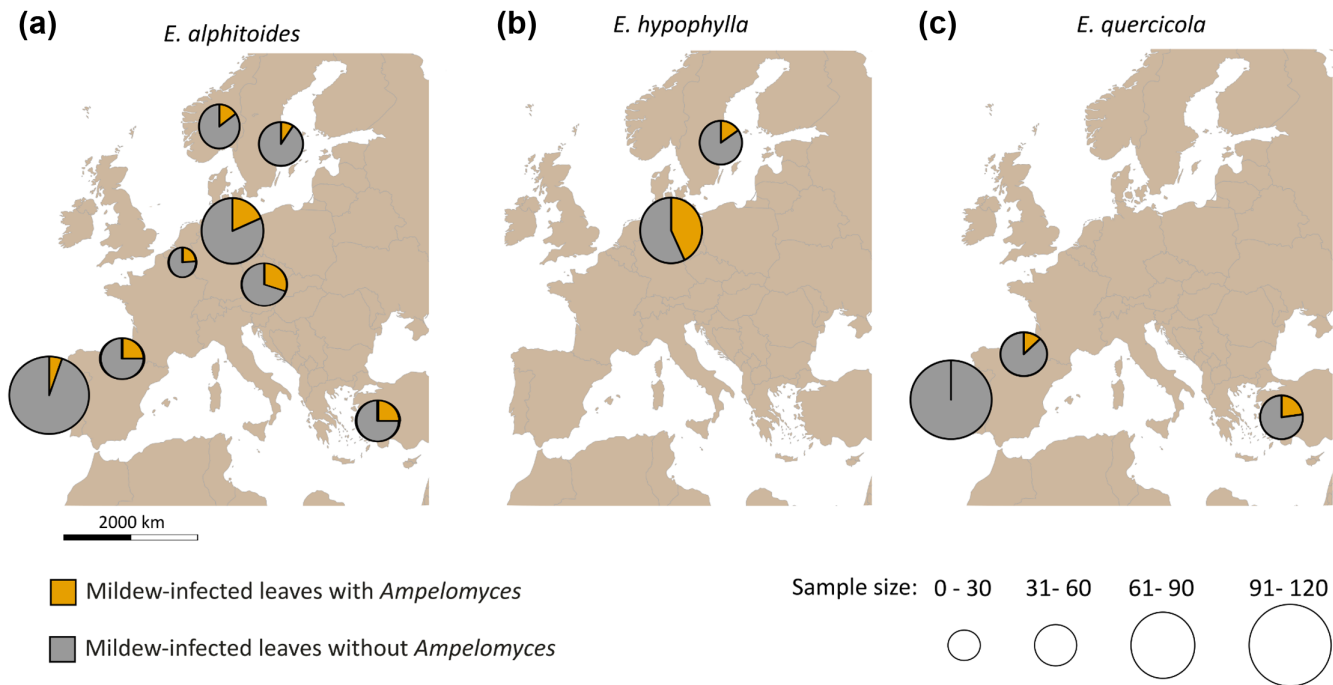 (a)
E. alphitoides
(b)
E. hypophylla
(c)
E. quercicola
2000 km
Mildew-infected leaves with Ampelomyces
Mildew-infected leaves without Ampelomyces
Sample size: 0 - 30 31- 60 61- 90 91- 120